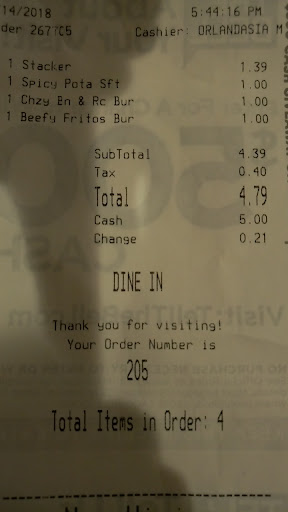 14/2018 5:44:16 PM
der 267705 Cashier: ORLANDASIA M
1 Stacker 1.39
1 Spicy Pota Sft 1.00
1 Chzy Bn & Rc Bur 1.00
1 Beefy Fritos Bur 1.00
SubTotal 4.39
Tax 0.40
Total 4.79
Cash 5.00
Change 0.21
DINE IN
Thank you for visiting!
Your Order Number is
205
Total Items in Order: 4